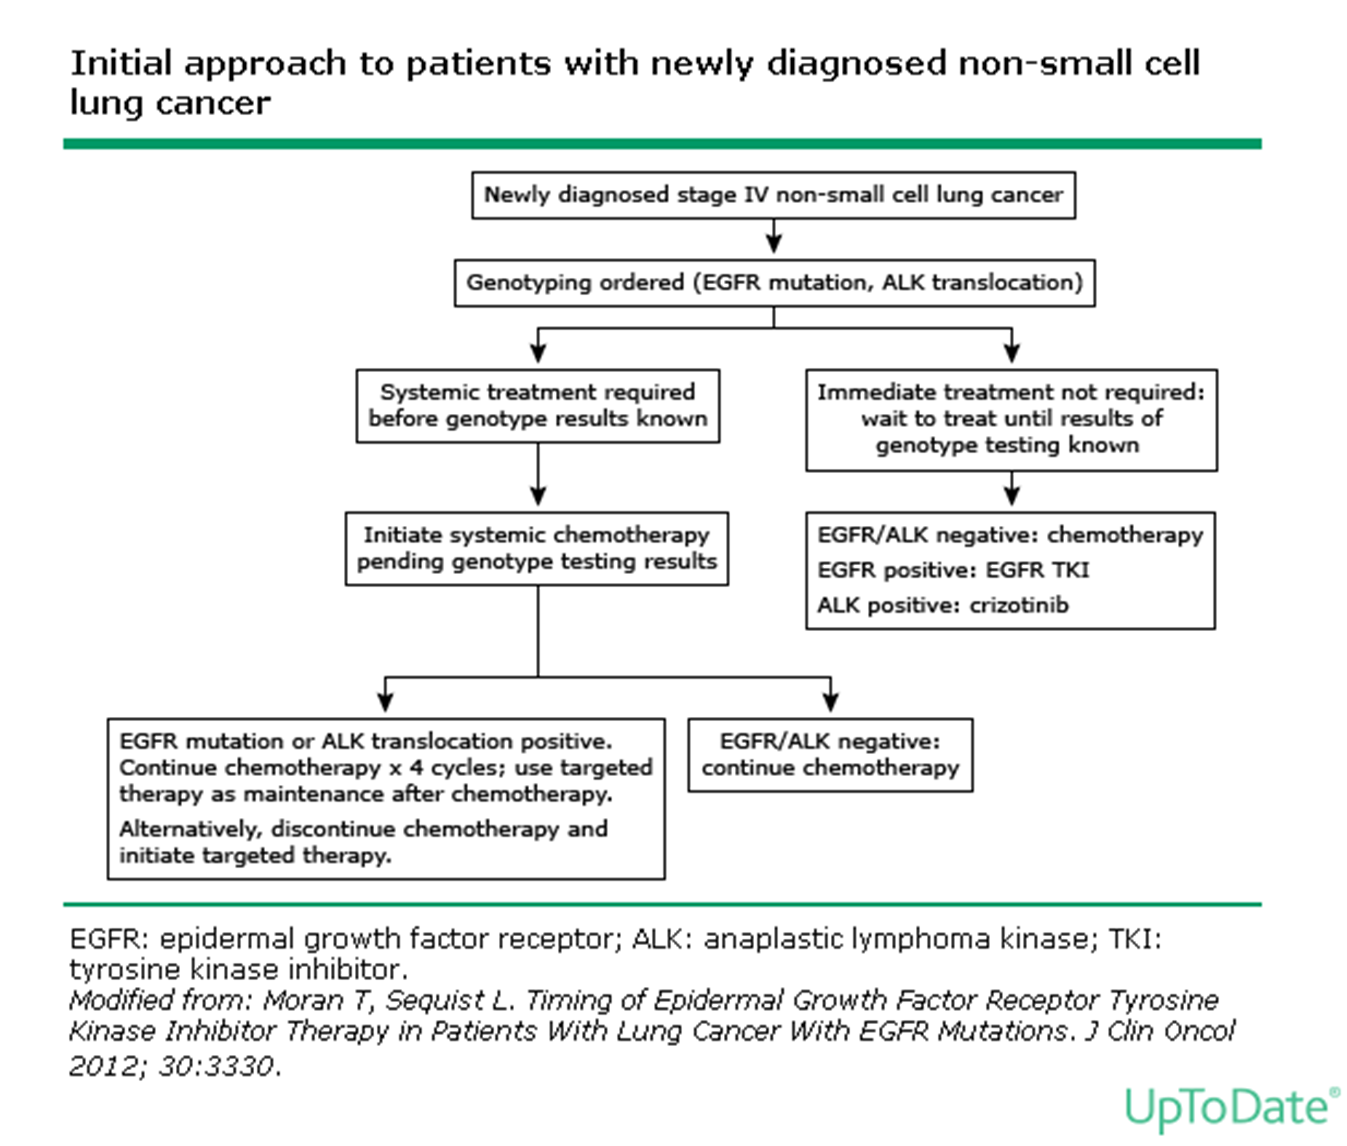 Initial approach to patients with newly diagnosed non-small cell
lung cancer
Newly diagnosed stage IV non-small cell lung cancer
Genotyping ordered (EGFR mutation, ALK translocation)
Systemic treatment required
before genotype results known
Immediate treatment not required:
wait to treat until results of
genotype testing known
Initiate systemic chemotherapy
pending genotype testing results
EGFR/ALK negative: chemotherapy
EGFR positive: EGFR TKI
ALK positive: crizotinib
EGFR mutation or ALK translocation positive.
Continue chemotherapy x 4 cycles; use targeted
therapy as maintenance after chemotherapy.
Alternatively, discontinue chemotherapy and
initiate targeted therapy.
EGFR/ALK negative:
continue chemotherapy
EGFR: epidermal growth factor receptor; ALK: anaplastic lymphoma kinase; TKI:
tyrosine kinase inhibitor.
Modified from: Moran T, Sequist L. Timing of Epidermal Growth Factor Receptor Tyrosine
Kinase Inhibitor Therapy in Patients With Lung Cancer With EGFR Mutations. J Clin Oncol
2012; 30:3330.
UpToDate®